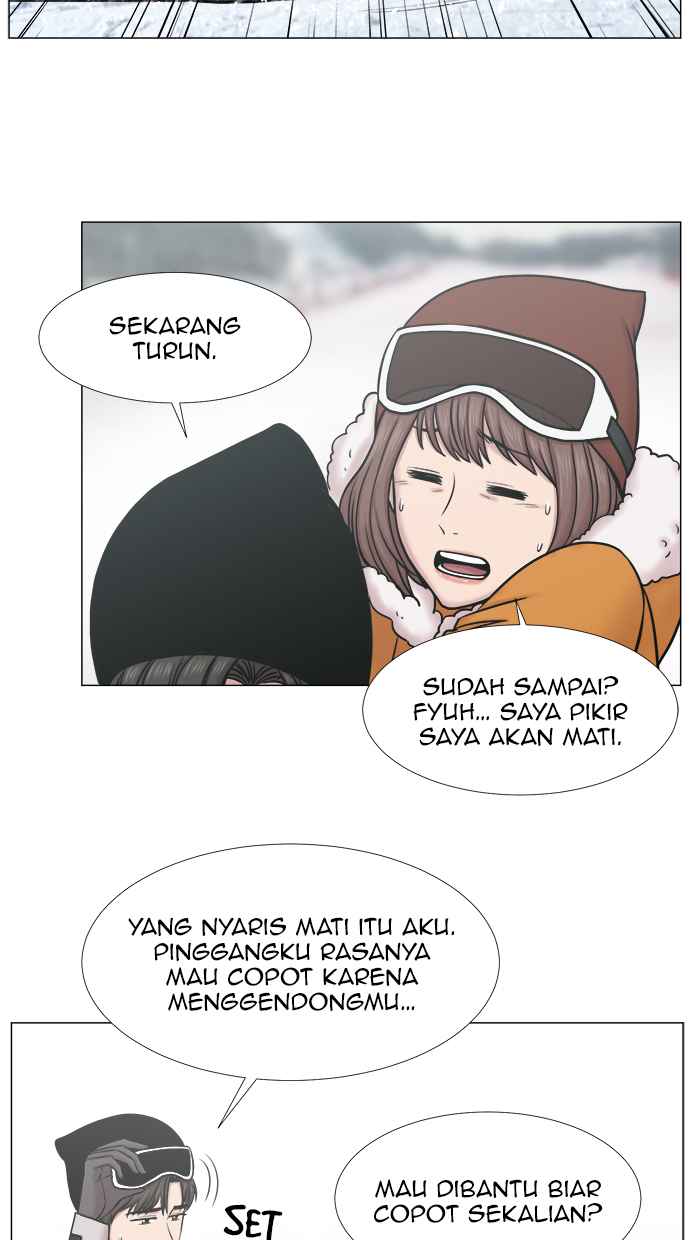 SEKARANG
TURUN.
SUDAH SAMPAI?
FYUH... SAYA PIKIR
SAYA AKAN MATI.
YANG NYARIS MATI ITU AKU.
PINGGANGKU RASANYA
MAU COPOT KARENA
MENGGENDONGMU...
MAU DIBANTU BIAR
COPOT SEKALIAN?
SET